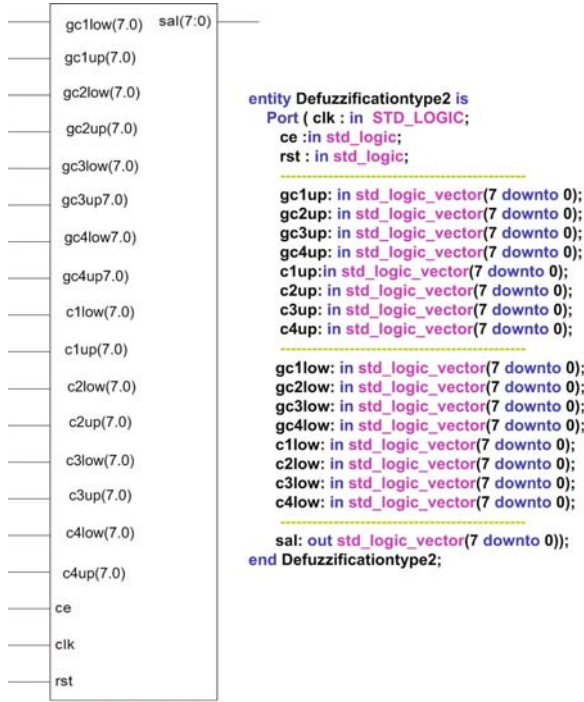 gc1low(7.0) sal(7:0)
gc1up(7.0)
gc2low(7.0)
gc2up(7.0)
gc3low(7.0)
gc3up7.0)
gc4low7.0)
gc4up7.0)
c1low(7.0)
c1up(7.0)
c2low(7.0)
c2up(7.0)
c3low(7.0)
c3up(7.0)
c4low(7.0)
c4up(7.0)
ce
clk
rst
entity Defuzzificationtype2 is
Port ( clk : in STD_LOGIC;
ce :in std_logic;
rst : in std_logic;
gc1up: in std_logic_vector(7 downto 0);
gc2up: in std_logic_vector(7 downto 0);
gc3up: in std_logic_vector(7 downto 0);
gc4up: in std_logic_vector(7 downto 0);
c1up:in std_logic_vector(7 downto 0);
c2up: in std_logic_vector(7 downto 0);
c3up: in std_logic_vector(7 downto 0);
c4up: in std_logic_vector(7 downto 0);
gc1low: in std_logic_vector(7 downto 0);
gc2low: in std_logic_vector(7 downto 0);
gc3low: in std_logic_vector(7 downto 0);
gc4low: in std_logic_vector(7 downto 0);
c1low: in std_logic_vector(7 downto 0);
c2low: in std_logic_vector(7 downto 0);
c3low: in std_logic_vector(7 downto 0);
c4low: in std_logic_vector(7 downto 0);
sal: out std_logic_vector(7 downto 0));
end Defuzzificationtype2;